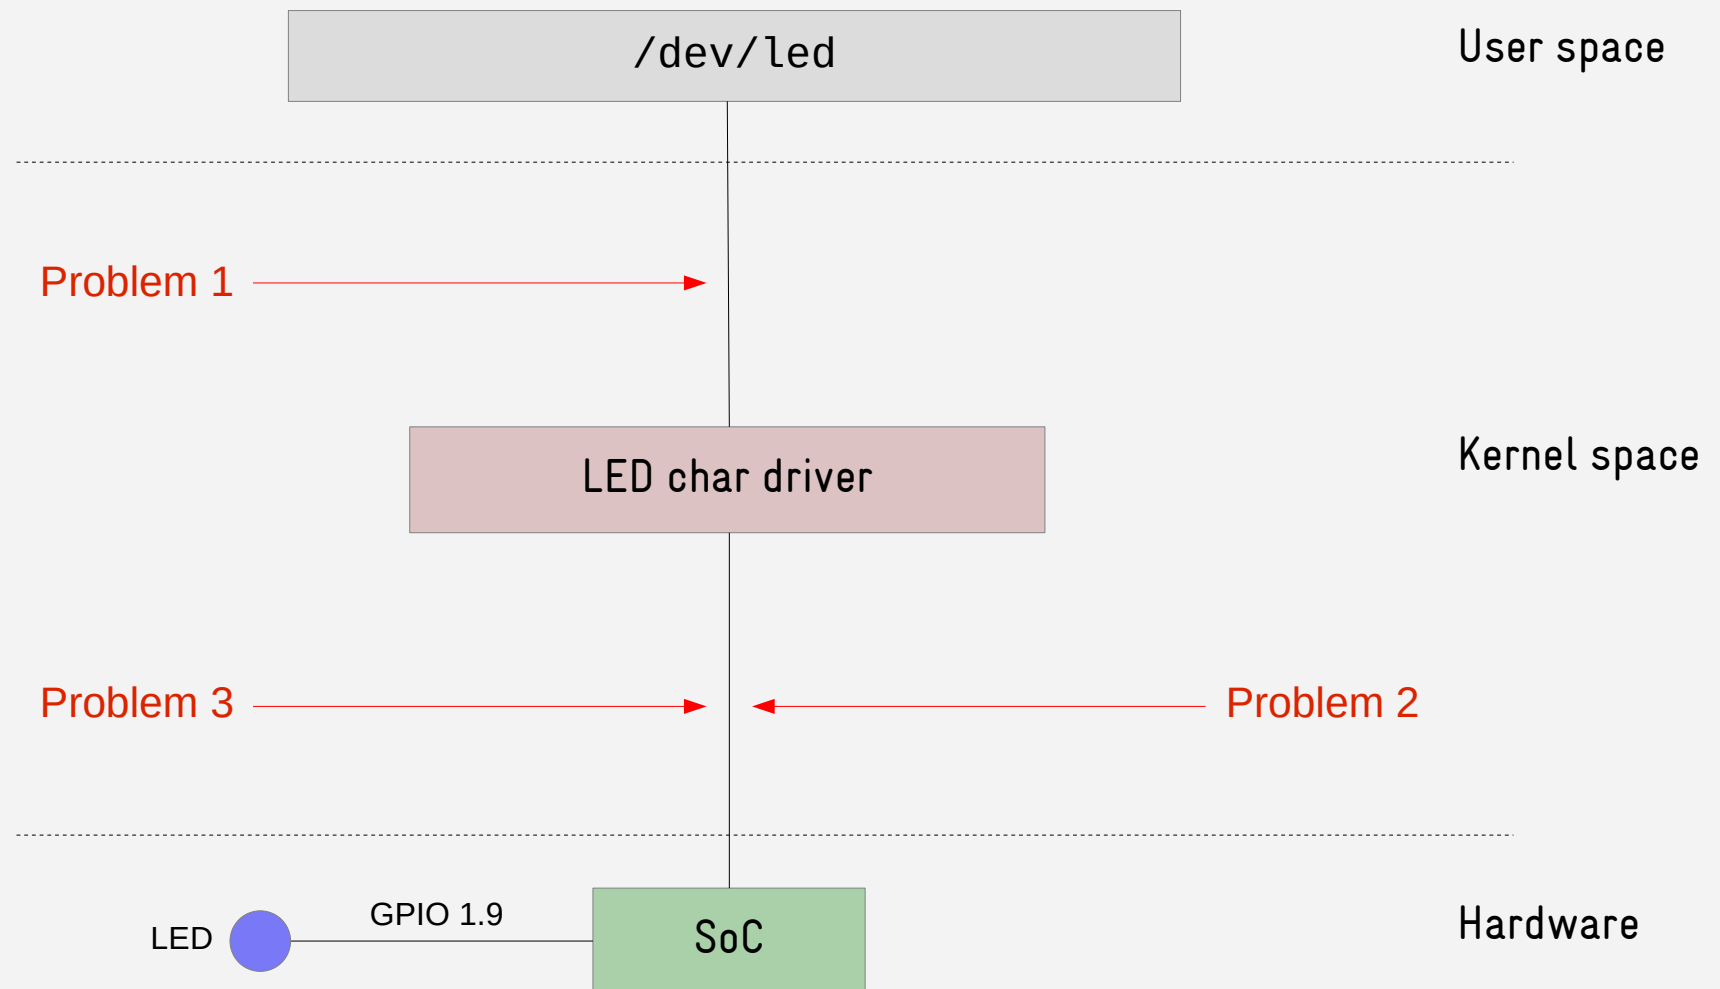 /dev/led
User space
Problem 1
LED char driver
Kernel space
Problem 3
Problem 2
LED
GPIO 1.9
SoC
Hardware